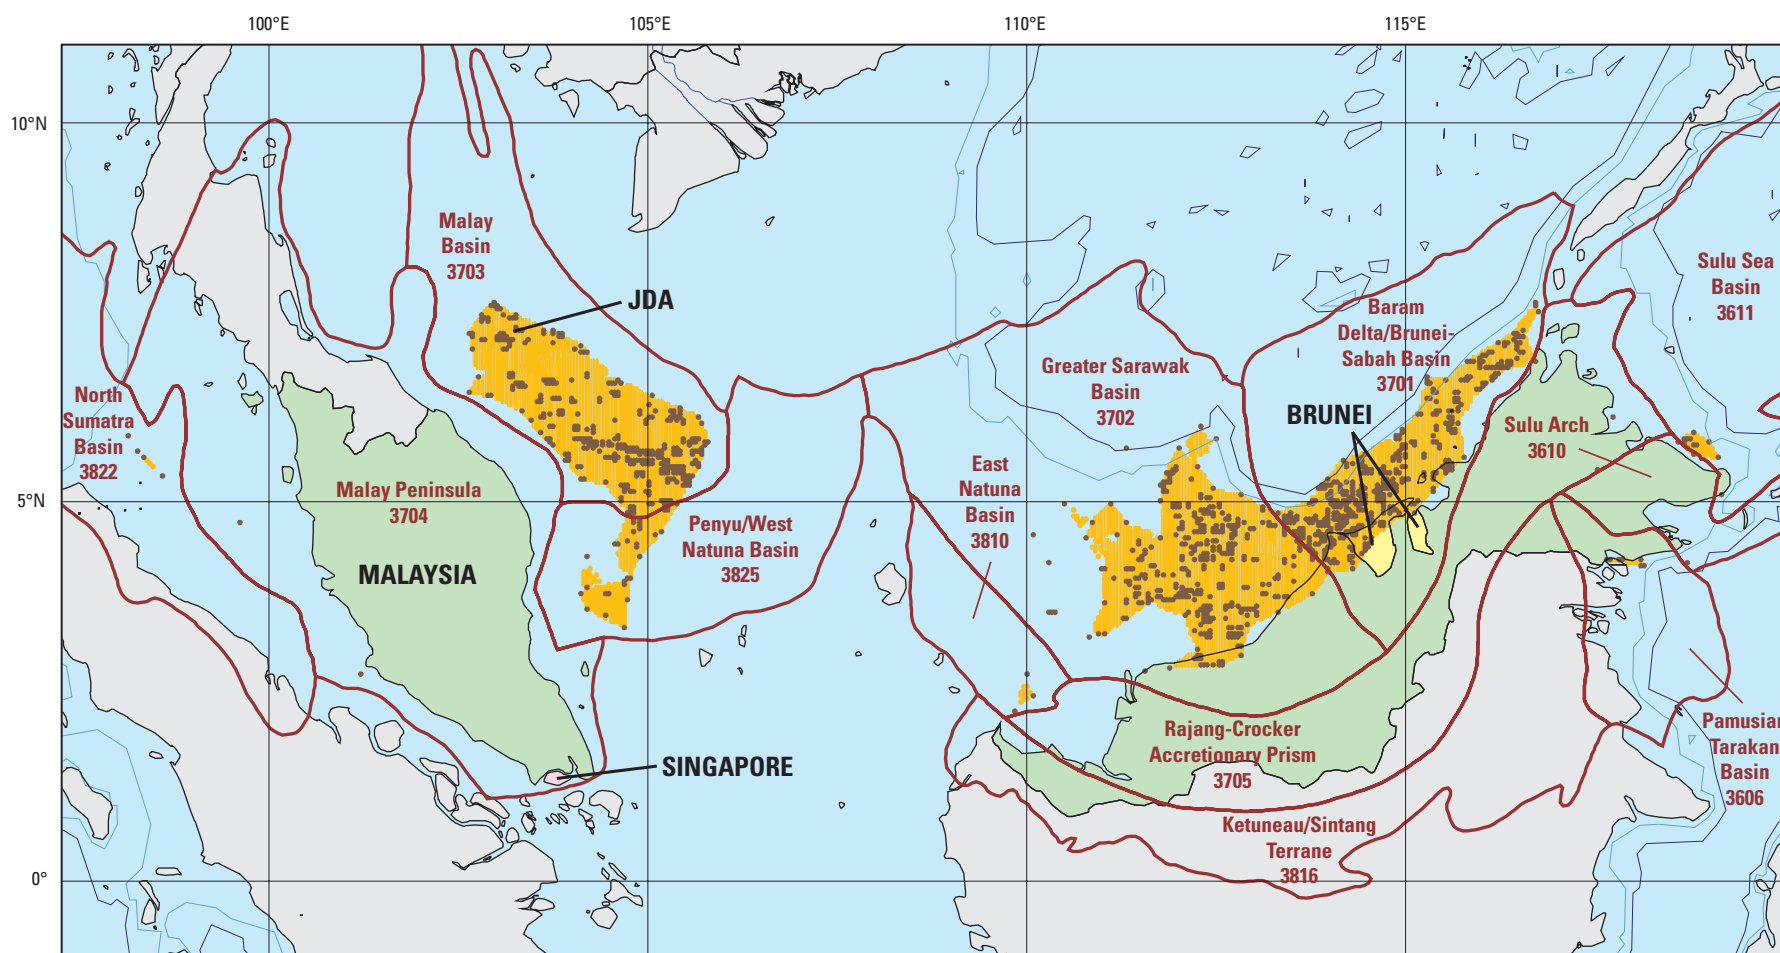 100°E
105°E
110°E
115°E
10°N
5°N
0°
Malay
Basin
3703
JDA
North
Sumatra
Basin
3822
Malay Peninsula
3704
MALAYSIA
Penyu/West
Natuna Basin
3825
SINGAPORE
East
Natuna
Basin
3810
Greater Sarawak
Basin
3702
Baram
Delta/Brunei-
Sabah Basin
3701
BRUNEI
Sulu Arch
3610
Sulu Sea
Basin
3611
Rajang-Crocker
Accretionary Prism
3705
Ketuneau/Sintang
Terrane
3816
Pamusian
Tarakan
Basin
3606